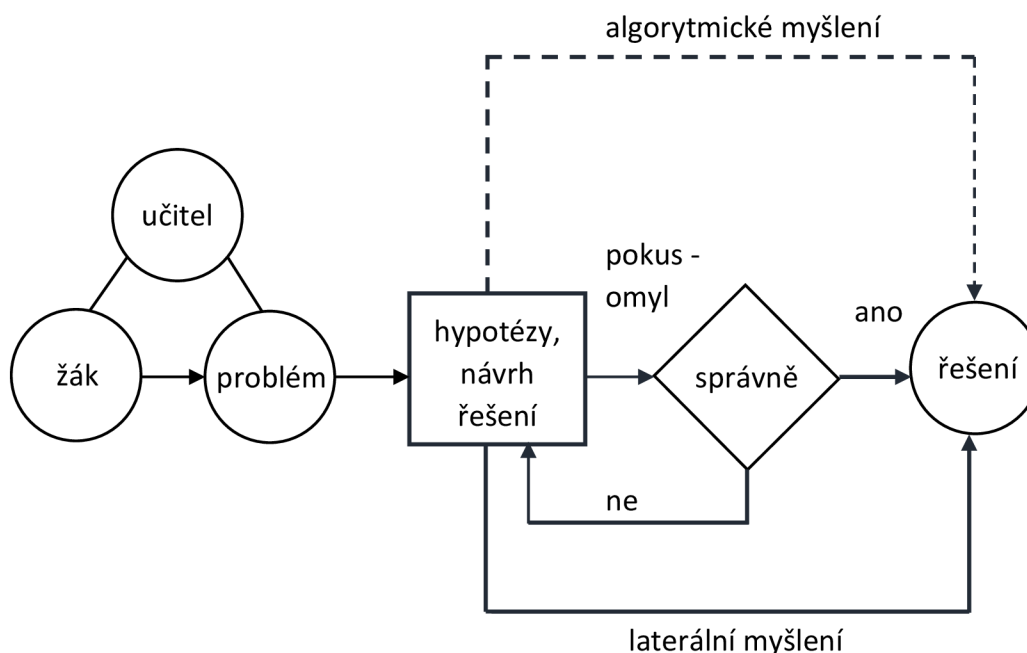 algorytmické myšlení
učitel
žák
problém
hypotézy,
návrh
řešení
pokus -
omyl
správně
ano
řešení
ne
laterální myšlení